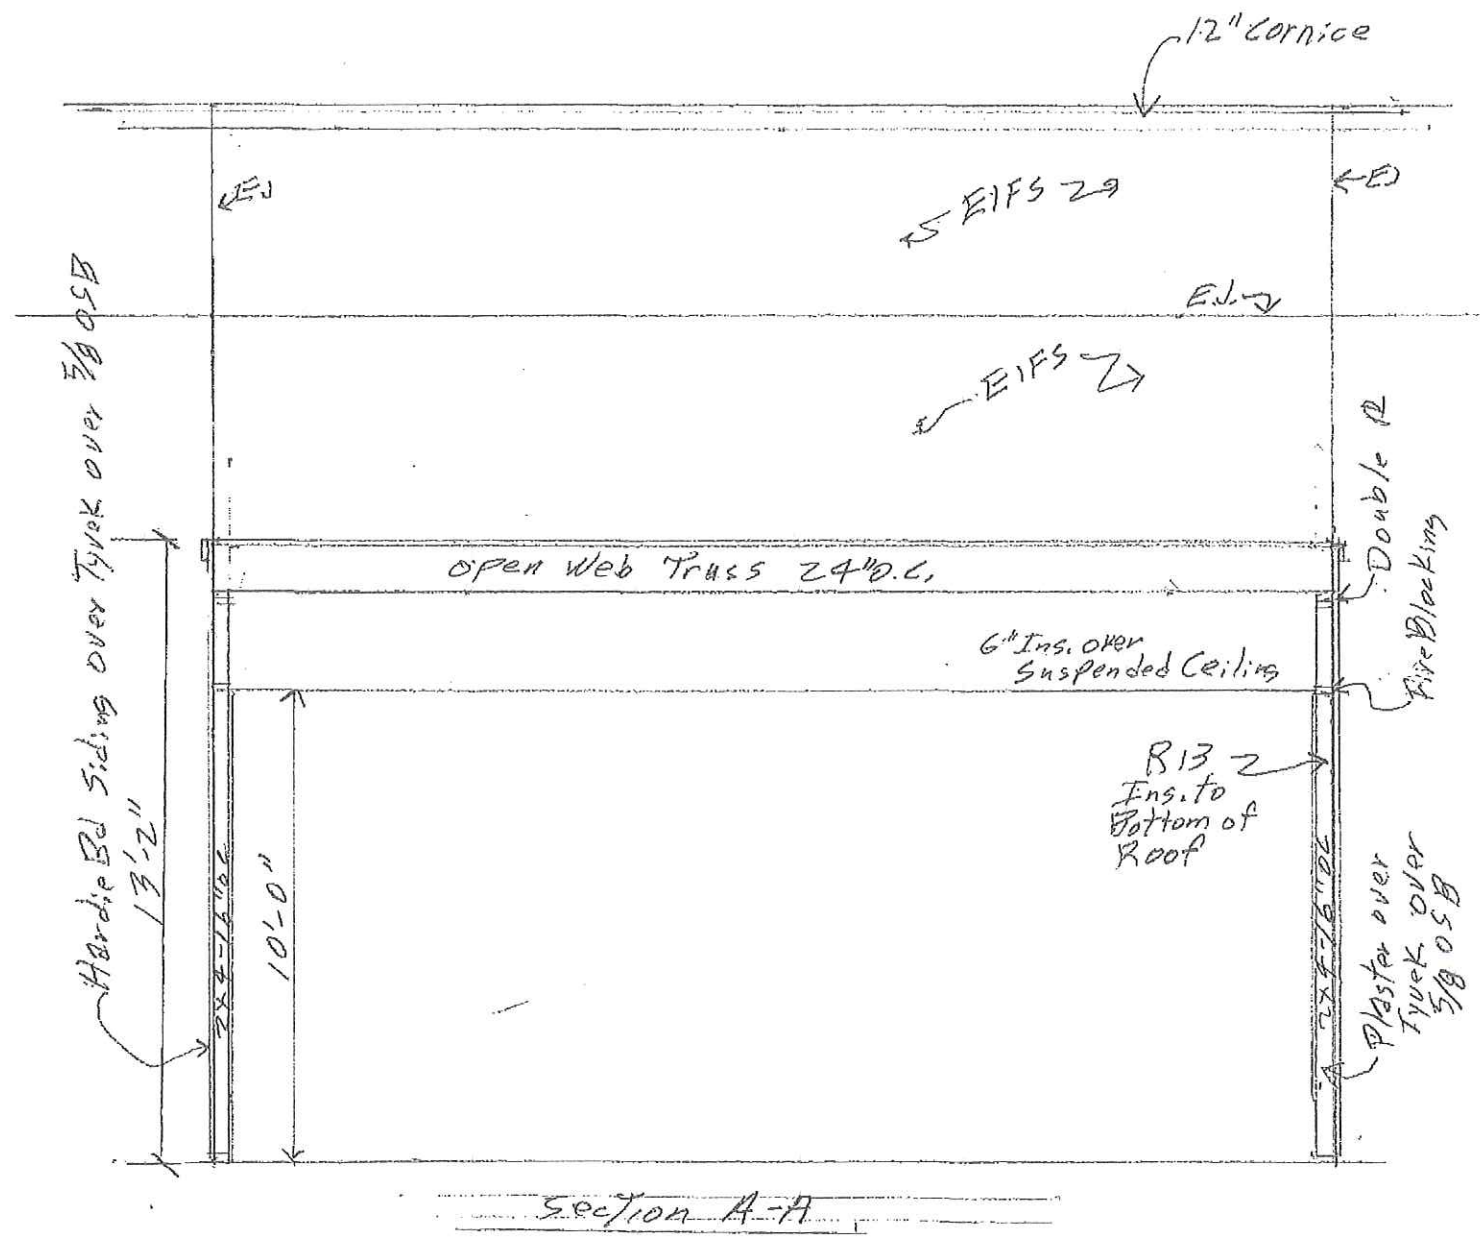 12" Cornice
EJ
EIFS
EJ
E.J.
EIFS
HardieBd Siding over Tyvek over 5/8 OSB
Double PL
Fire Blocking
Open Web Truss 24" O.C.
6" Ins. over
Suspended Ceiling
R13
Ins. to
Bottom of
Roof
13'-2"
10'-0"
2x4-16" OC
2x4-16" OC
Plaster over
Tyvek over
5/8 OSB
Section A-A